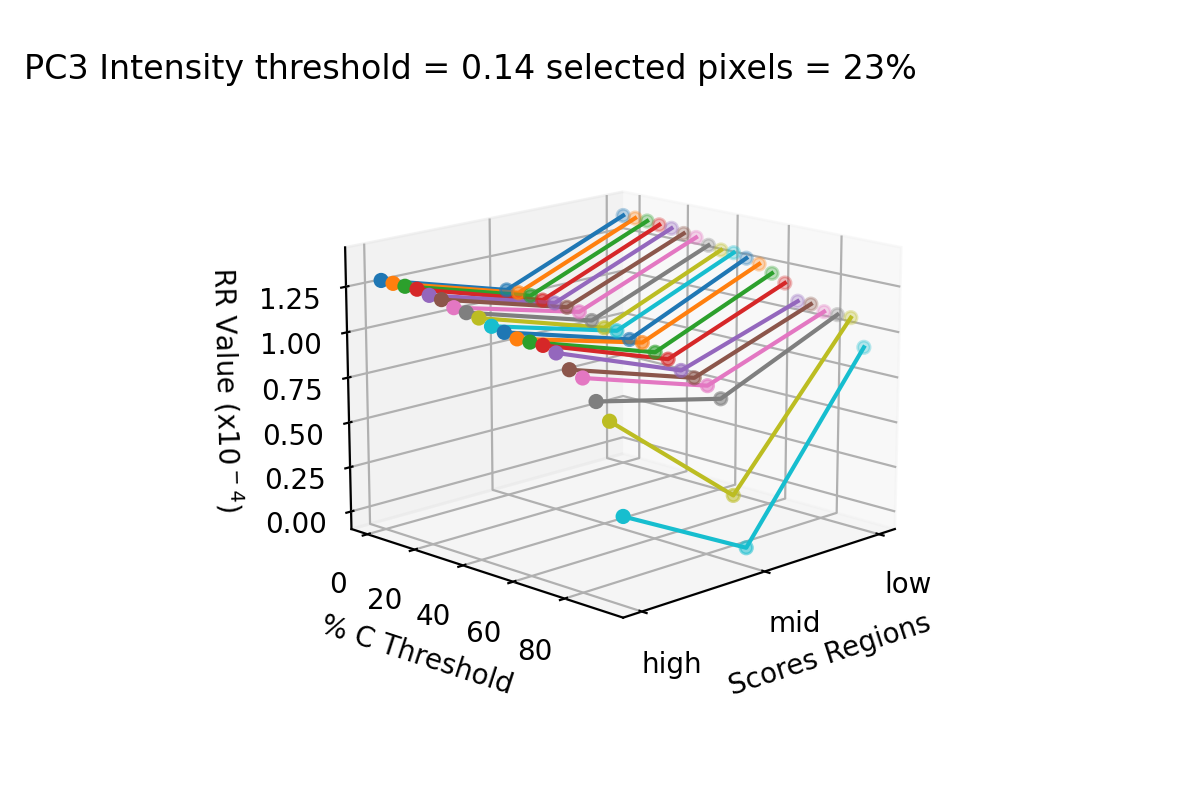 PC3 Intensity threshold = 0.14 selected pixels = 23%
RR Value (x10⁻⁴)
1.25
1.00
0.75
0.50
0.25
0.00
0
20
40
60
80
% C Threshold
high
mid
low
Scores Regions